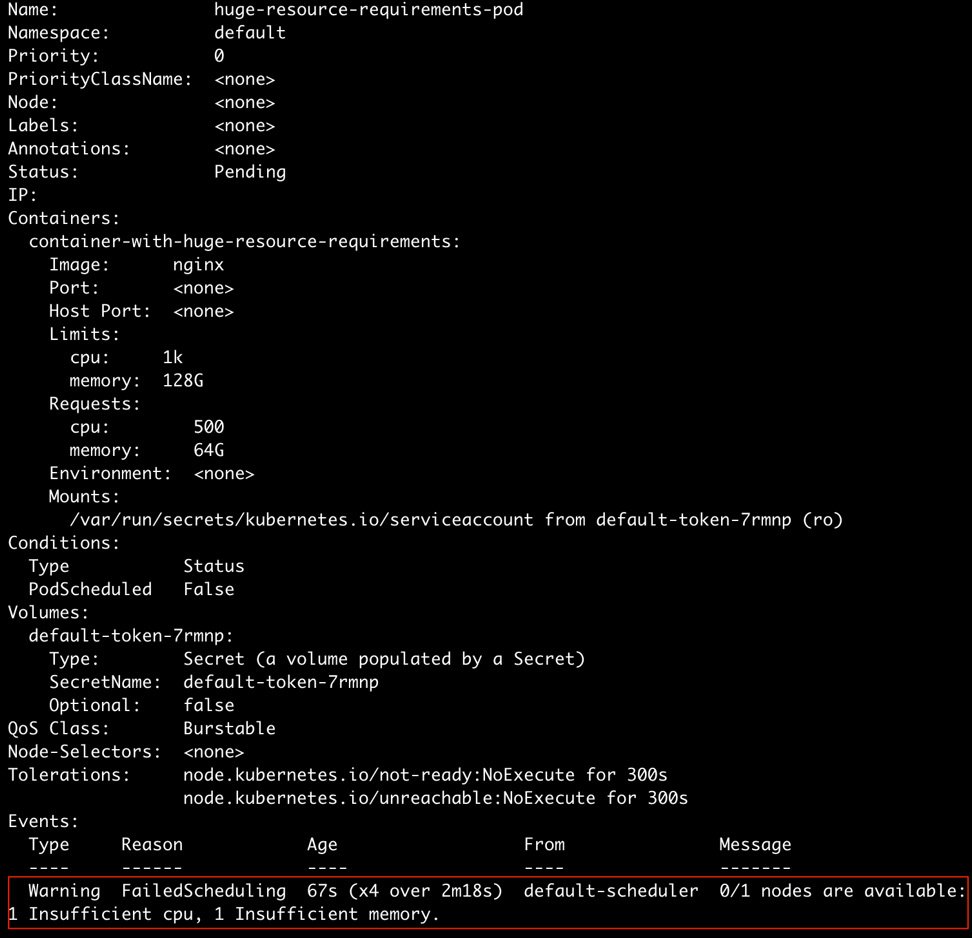 Name:               huge-resource-requirements-pod
Namespace:          default
Priority:           0
PriorityClassName:  <none>
Node:               <none>
Labels:             <none>
Annotations:        <none>
Status:             Pending
IP:
Containers:
  container-with-huge-resource-requirements:
    Image:      nginx
    Port:       <none>
    Host Port:  <none>
    Limits:
      cpu:     1k
      memory:  128G
    Requests:
      cpu:        500
      memory:     64G
    Environment:  <none>
    Mounts:
      /var/run/secrets/kubernetes.io/serviceaccount from default-token-7rmnp (ro)
Conditions:
  Type           Status
  PodScheduled   False
Volumes:
  default-token-7rmnp:
    Type:        Secret (a volume populated by a Secret)
    SecretName:  default-token-7rmnp
    Optional:    false
QoS Class:       Burstable
Node-Selectors:  <none>
Tolerations:     node.kubernetes.io/not-ready:NoExecute for 300s
                 node.kubernetes.io/unreachable:NoExecute for 300s
Events:
  Type     Reason            Age                  From               Message
  ----     ------            ----                 ----               -------
  Warning  FailedScheduling  67s (x4 over 2m18s)  default-scheduler  0/1 nodes are available:
1 Insufficient cpu, 1 Insufficient memory.